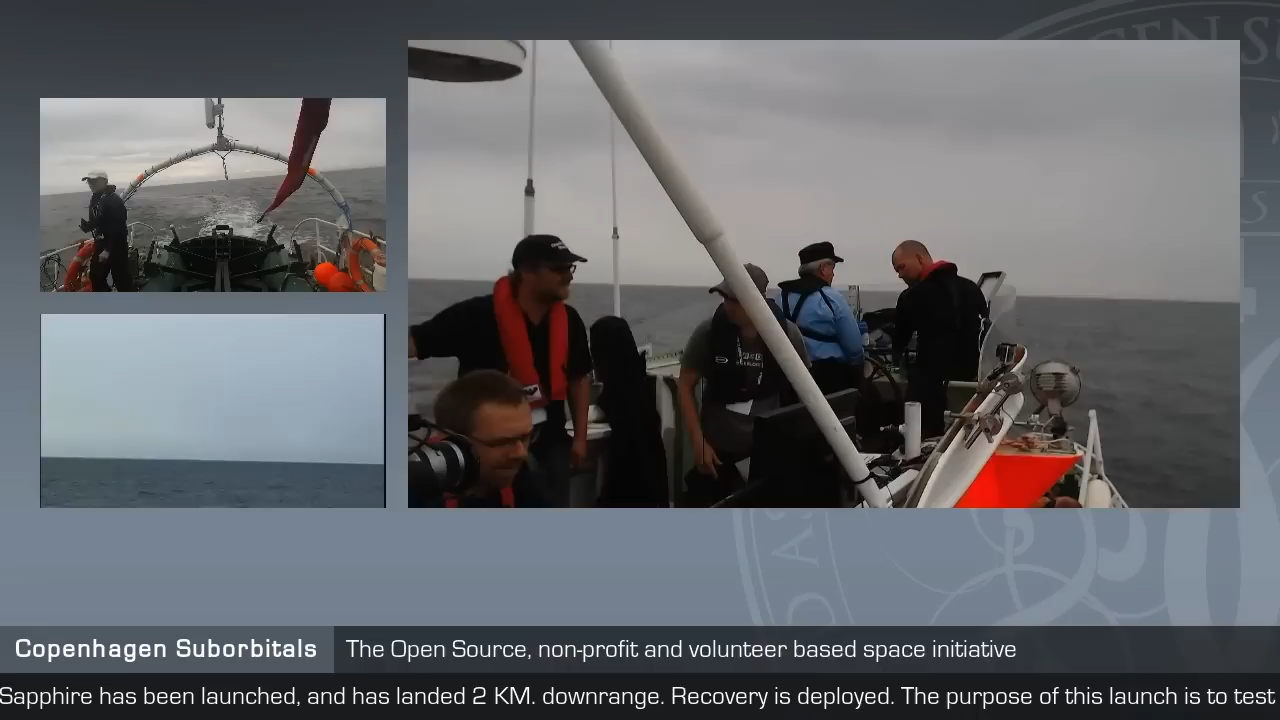 Copenhagen Suborbitals
The Open Source, non-profit and volunteer based space initiative
Sapphire has been launched, and has landed 2 KM. downrange. Recovery is deployed. The purpose of this launch is to test